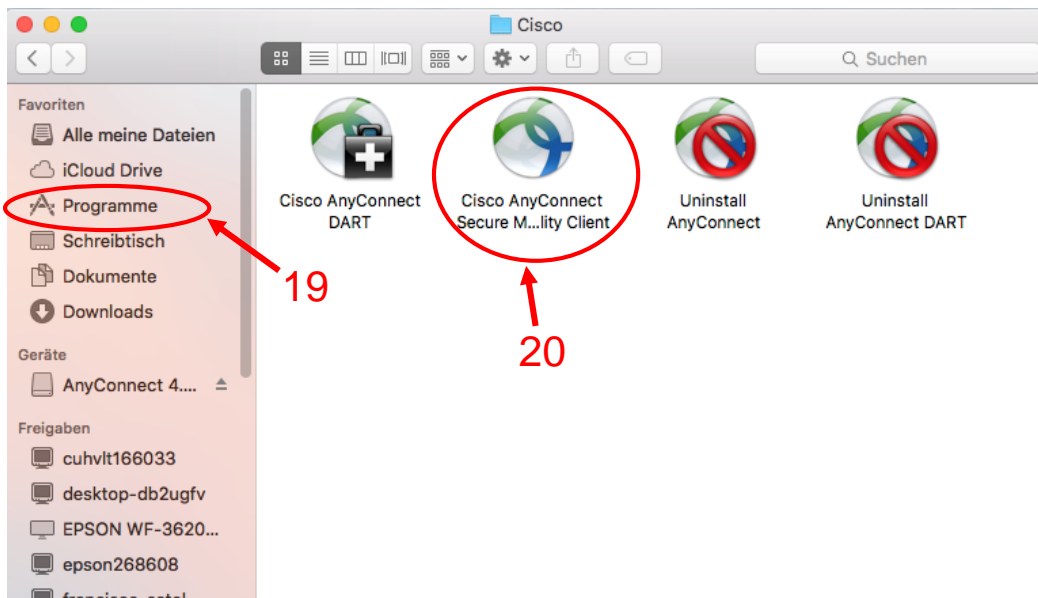 Cisco
Suchen
Favoriten
Alle meine Dateien
iCloud Drive
Programme
Schreibtisch
Dokumente
Downloads
Geräte
AnyConnect 4....
Freigaben
cuhvlt166033
desktop-db2ugfv
EPSON WF-3620...
epson268608
Cisco AnyConnect
DART
Cisco AnyConnect
Secure M...lity Client
Uninstall
AnyConnect
Uninstall
AnyConnect DART
19
20